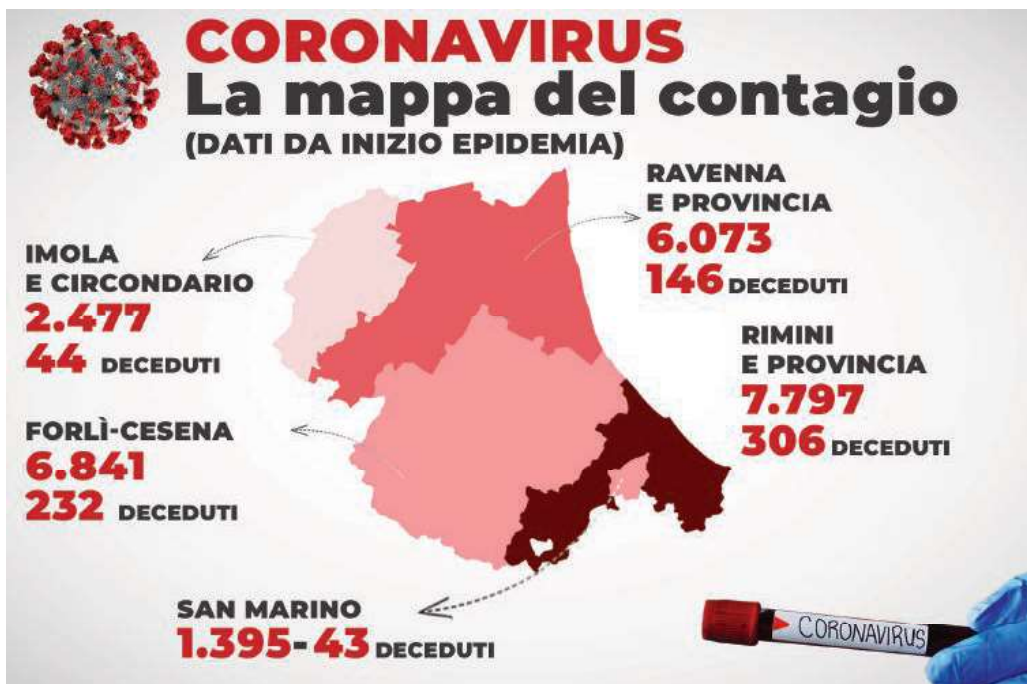 CORONAVIRUS
La mappa del contagio
(DATI DA INIZIO EPIDEMIA)
RAVENNA
E PROVINCIA
6.073
146 DECEDUTI
IMOLA
E CIRCONDARIO
2.477
44 DECEDUTI
RIMINI
E PROVINCIA
7.797
306 DECEDUTI
FORLÌ-CESENA
6.841
232 DECEDUTI
SAN MARINO
1.395-43 DECEDUTI
CORONAVIRUS